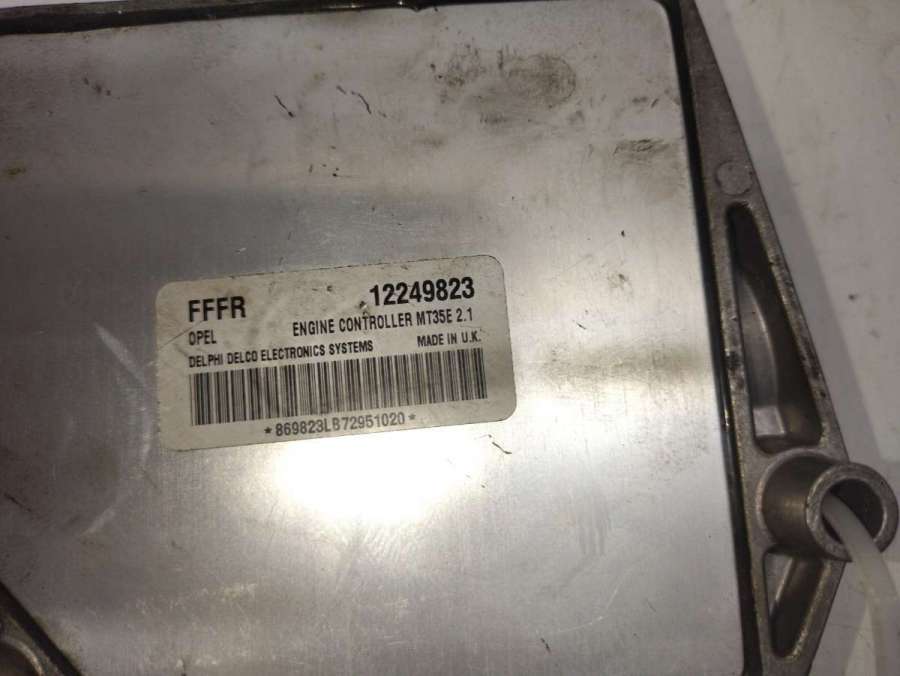 FFFR 12249823
OPEL ENGINE CONTROLLER MT35E 2.1
DELPHI DELCO ELECTRONICS SYSTEMS MADE IN U.K.
*869823LB72951020*